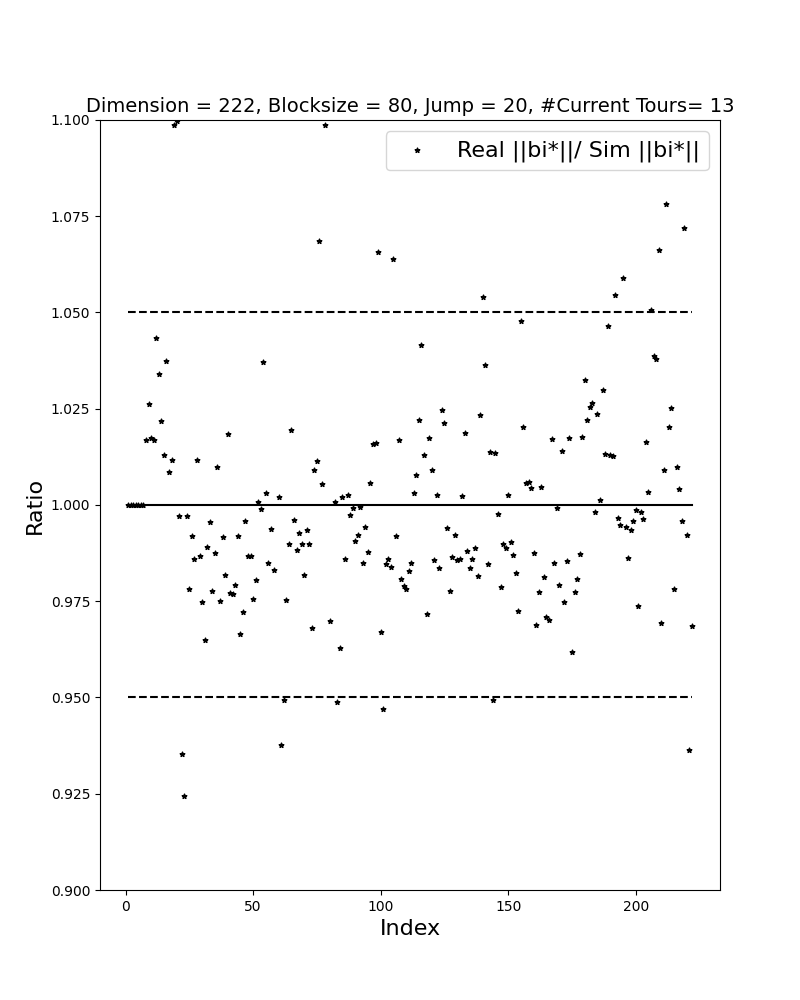 Dimension = 222, Blocksize = 80, Jump = 20, #Current Tours= 13
Real ||bi*||/ Sim ||bi*||
1.100
1.075
1.050
1.025
1.000
0.975
0.950
0.925
0.900
Ratio
0 50 100 150 200
Index